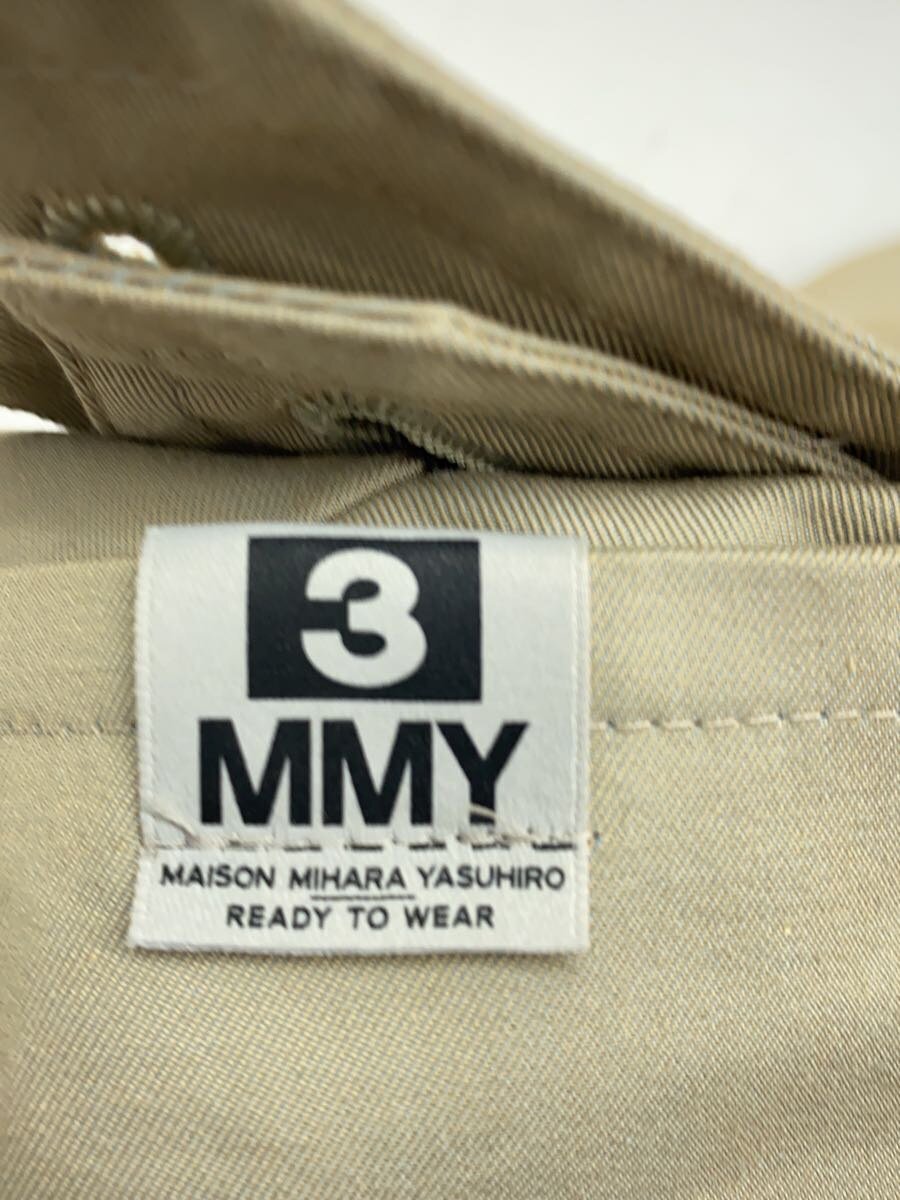 3
MMY
MAISON MIHARA YASUHIRO
READY TO WEAR